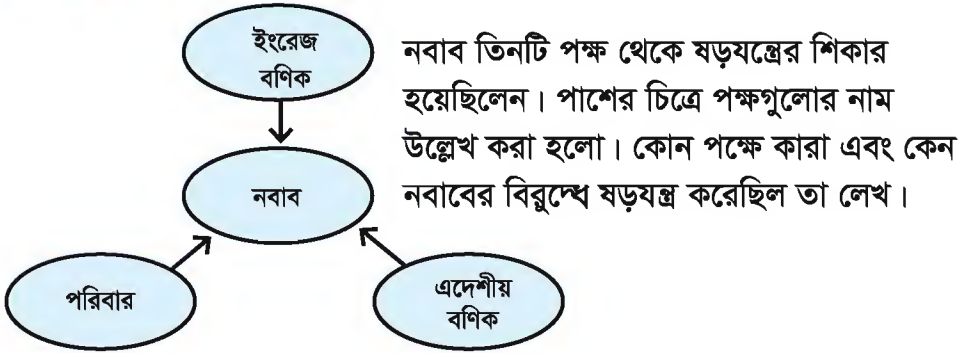 ইংরেজ
বণিক
নবাব
পরিবার
এদেশীয়
বণিক
নবাব তিনটি পক্ষ থেকে ষড়যন্ত্রের শিকার
হয়েছিলেন। পাশের চিত্রে পক্ষগুলোর নাম
উল্লেখ করা হলো। কোন পক্ষে কারা এবং কেন
নবাবের বিরুদ্ধে ষড়যন্ত্র করেছিল তা লেখ।